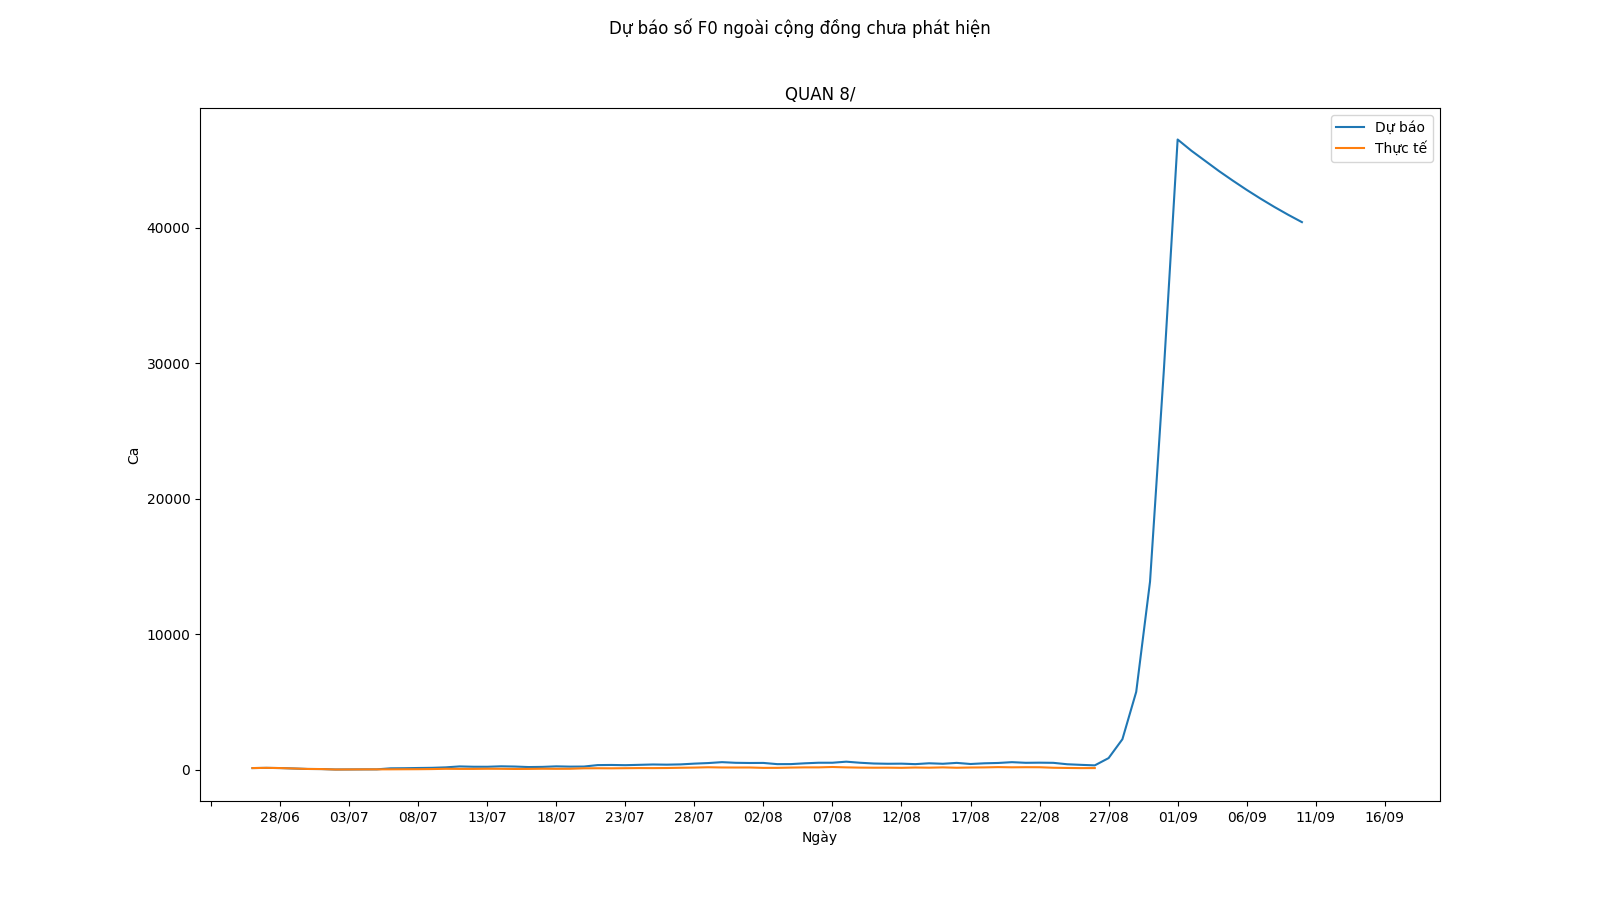 Dự báo số F0 ngoài cộng đồng chưa phát hiện
QUAN 8/
Dự báo
Thực tế
40000
30000
20000
10000
0
Ca
28/06 03/07 08/07 13/07 18/07 23/07 28/07 02/08 07/08 12/08 17/08 22/08 27/08 01/09 06/09 11/09 16/09
Ngày